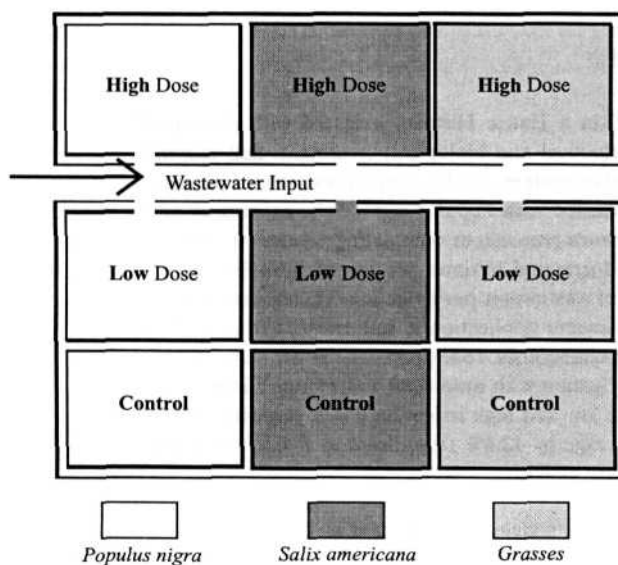 High Dose High Dose High Dose
Wastewater Input
Low Dose Low Dose Low Dose
Control Control Control
Populus nigra Salix americana Grasses